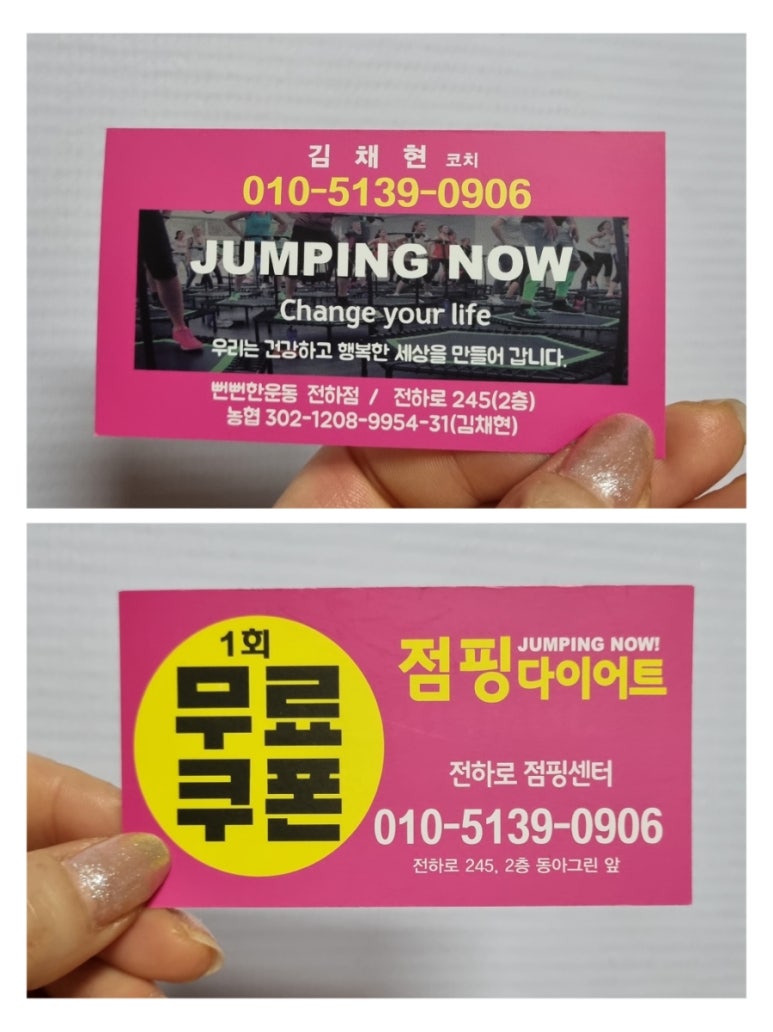 김 채 현 코치
010-5139-0906
JUMPING NOW
Change your life
우리는 건강하고 행복한 세상을 만들어 갑니다.
뻔뻔한운동 전하점 / 전하로 245(2층)
농협 302-1208-9954-31(김채현)
1회
무료
쿠폰
JUMPING NOW!
점핑다이어트
전하로 점핑센터
010-5139-0906
전하로 245, 2층 동아그린 앞